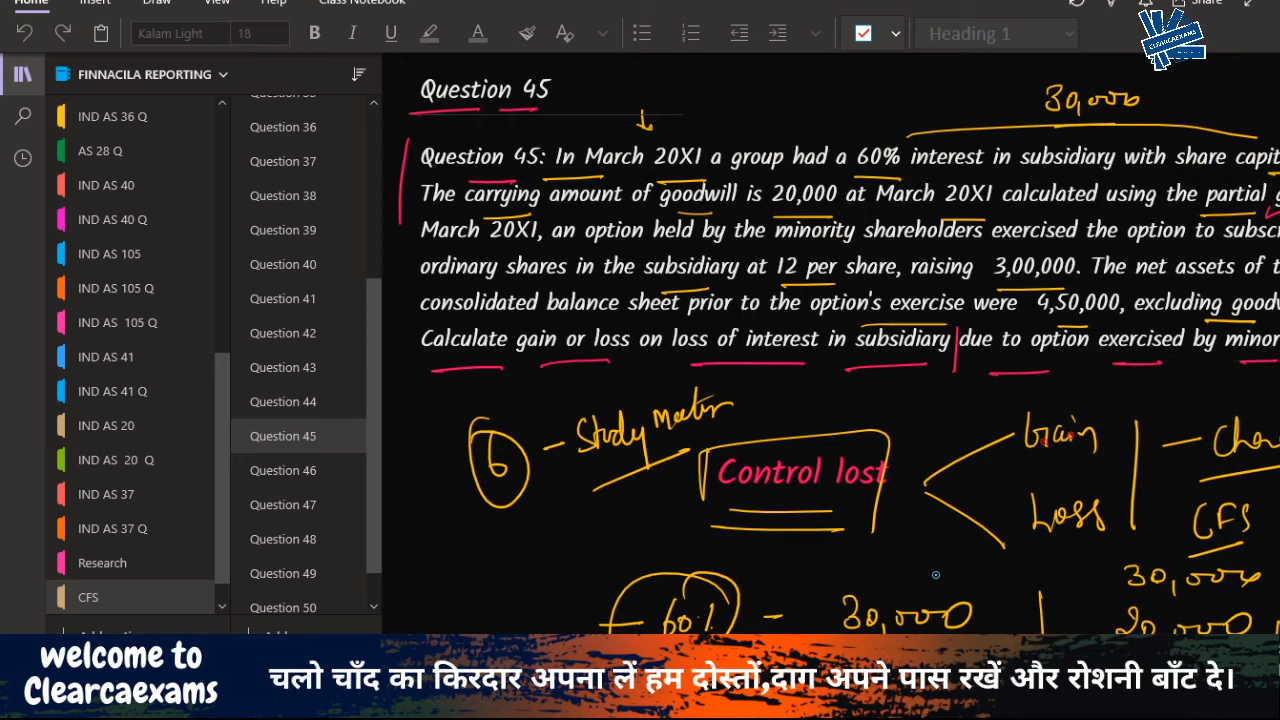 Home Insert Draw View Help Class Notebook Share
Kalam Light 18 B I U A Heading 1
CLEARCAEXAMS
FINNACILA REPORTING
IND AS 36 Q
AS 28 Q
IND AS 40
IND AS 40 Q
IND AS 105
IND AS 105 Q
IND AS 105 Q
IND AS 41
IND AS 41 Q
IND AS 20
IND AS 20 Q
IND AS 37
IND AS 37 Q
Research
CFS
Question 36
Question 37
Question 38
Question 39
Question 40
Question 41
Question 42
Question 43
Question 44
Question 45
Question 46
Question 47
Question 48
Question 49
Question 50
Question 45
30,000
Question 45: In March 20X1 a group had a 60% interest in subsidiary with share capit
The carrying amount of goodwill is 20,000 at March 20X1 calculated using the partial g
March 20X1, an option held by the minority shareholders exercised the option to subsc
ordinary shares in the subsidiary at 12 per share, raising 3,00,000. The net assets of t
consolidated balance sheet prior to the option's exercise were 4,50,000, excluding good
Calculate gain or loss on loss of interest in subsidiary due to option exercised by minor
6 - Study Mater
Control lost
Gain
Loss
CFS
30,000
60% - 30,000
20,000
welcome to
Clearcaexams
चलो चाँद का किरदार अपना लें हम दोस्तों,दाग अपने पास रखें और रोशनी बाँट दे।